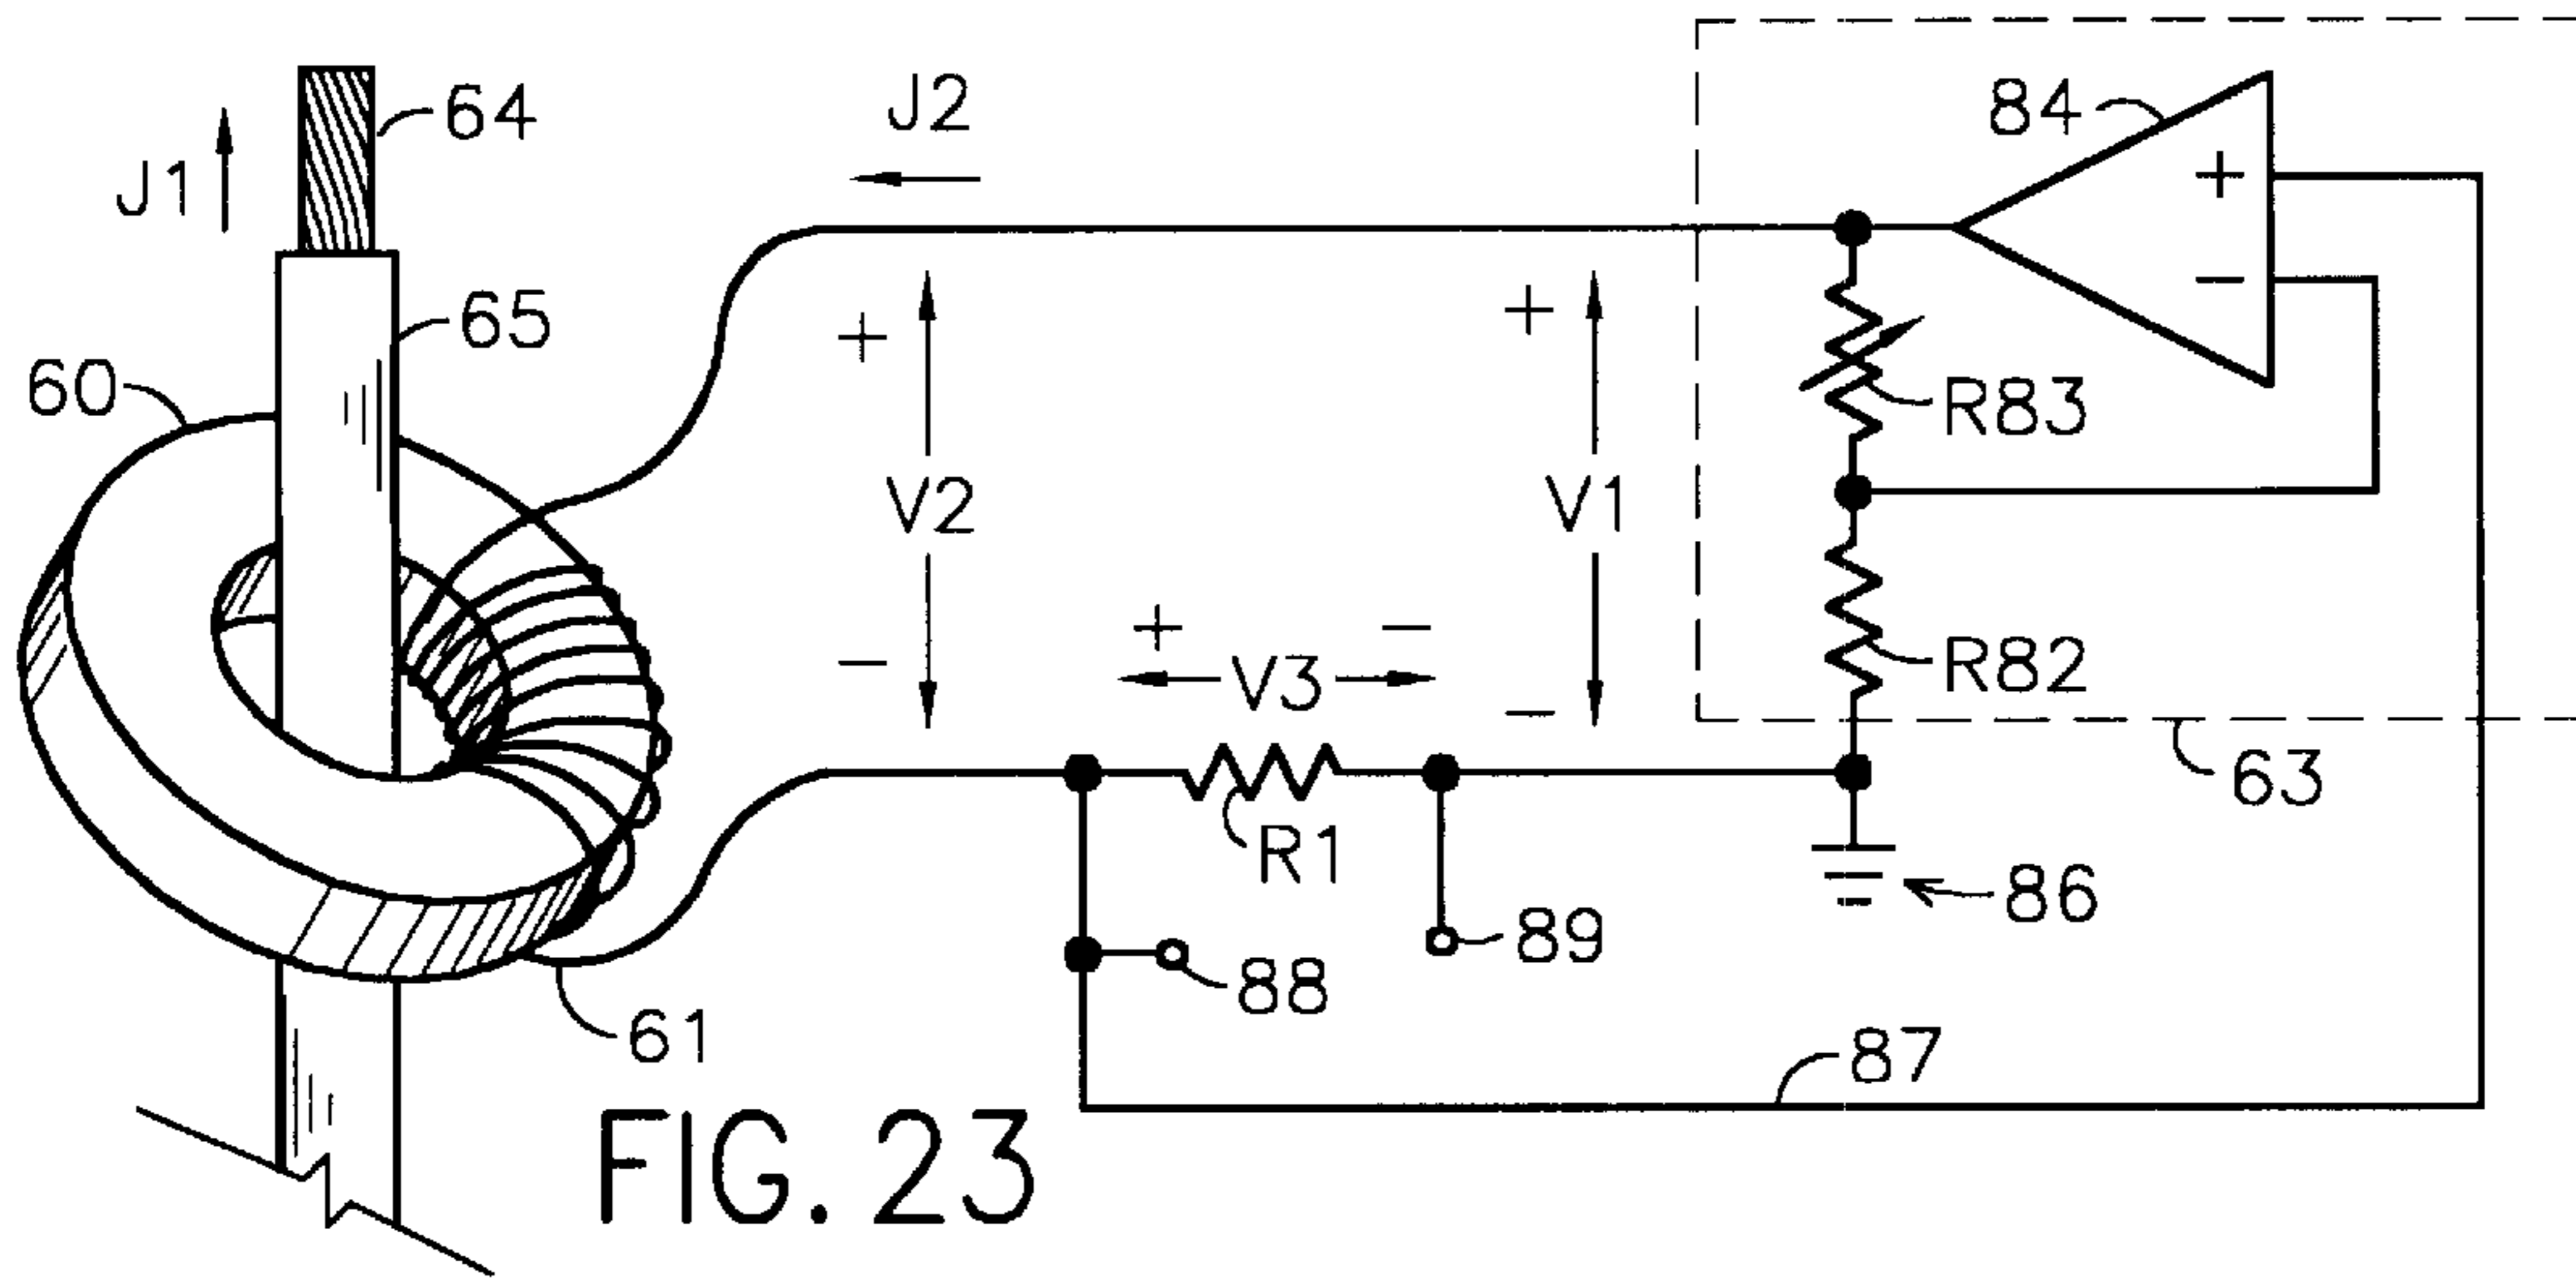 64
J1
J2
84
+
-
65
60
+
V2
-
+
V1
-
R83
+ -
V3
R82
63
R1
86
88
89
61
87
FIG. 23